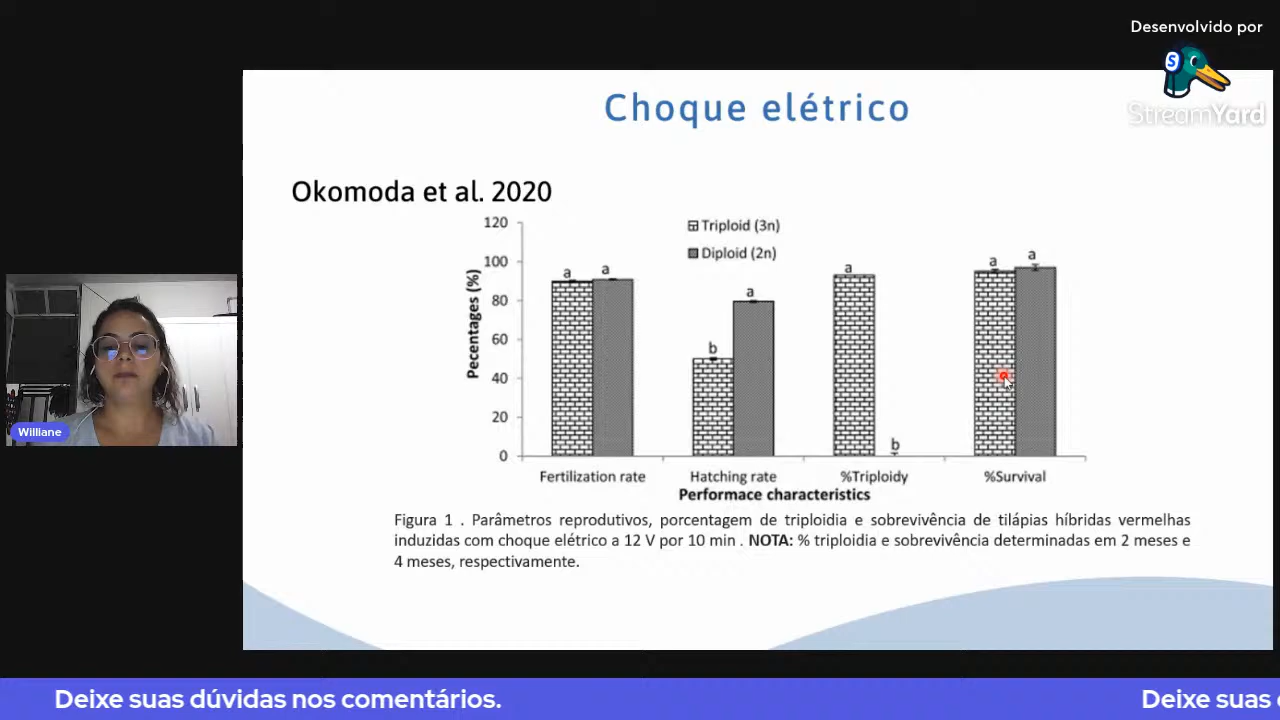 Desenvolvido por
S
StreamYard
Choque elétrico
Okomoda et al. 2020
120
100
80
60
40
20
0
Pecentages (%)
Triploid (3n)
Diploid (2n)
a
a
b
a
a
b
a
a
Fertilization rate
Hatching rate
%Triploidy
%Survival
Performace characteristics
Figura 1 . Parâmetros reprodutivos, porcentagem de triploidia e sobrevivência de tilápias híbridas vermelhas
induzidas com choque elétrico a 12 V por 10 min . NOTA: % triploidia e sobrevivência determinadas em 2 meses e
4 meses, respectivamente.
Williane
Deixe suas dúvidas nos comentários.
Deixe suas